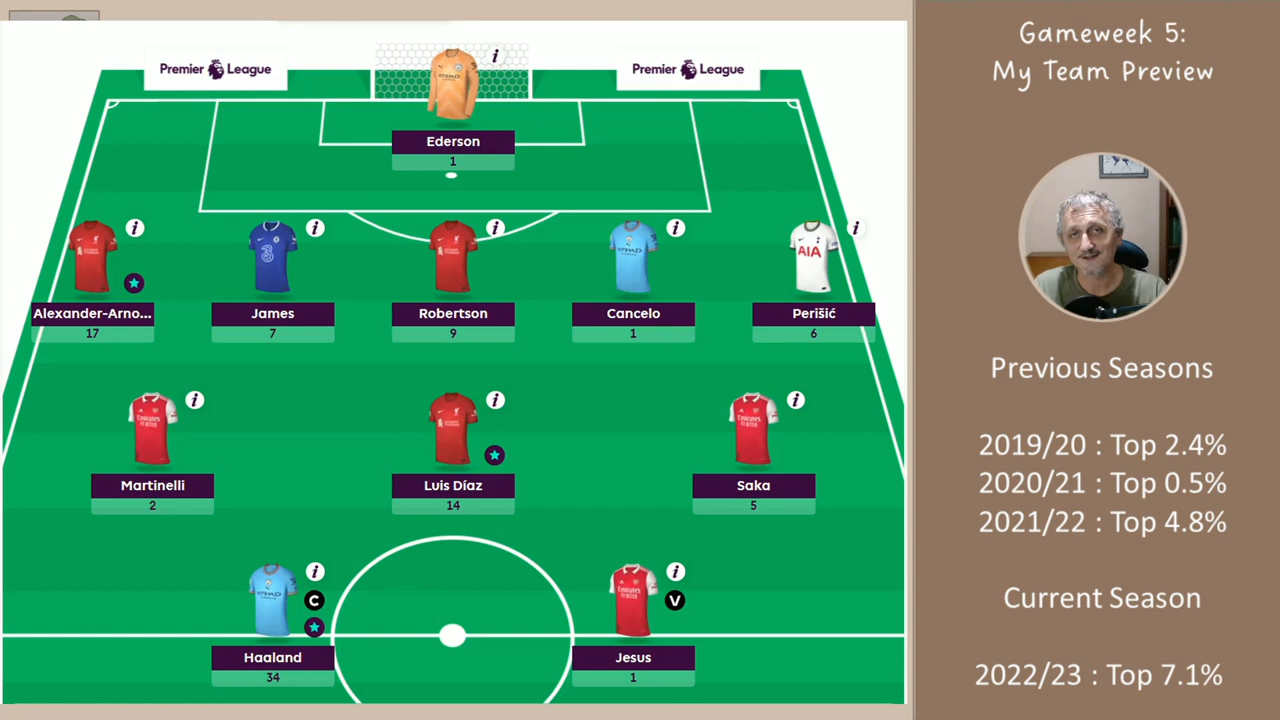 Gameweek 5:
My Team Preview
Premier League
Premier League
i
Ederson
1
i
i
i
i
i
AIA
3
Alexander-Arno...
17
James
7
Robertson
9
Cancelo
1
Perišić
6
i
i
i
Martinelli
2
Luis Díaz
14
Saka
5
i
C
i
V
Haaland
34
Jesus
1
Previous Seasons
2019/20 : Top 2.4%
2020/21 : Top 0.5%
2021/22 : Top 4.8%
Current Season
2022/23 : Top 7.1%